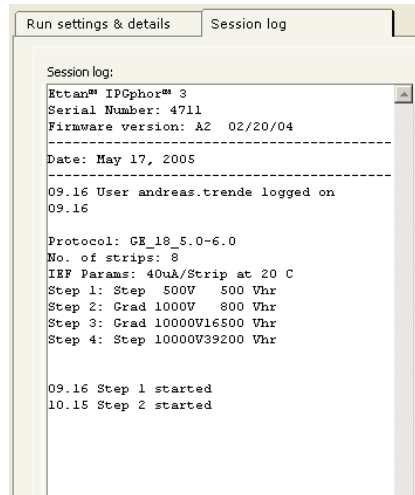 Run settings & details
Session log
Session log:
Ettan™ IPGphor™ 3
Serial Number: 4711
Firmware version: A2 02/20/04
------------------------------------------
Date: May 17, 2005
------------------------------------------
09.16 User andreas.trende logged on
09.16
Protocol: GE_18_5.0-6.0
No. of strips: 8
IEF Params: 40uA/Strip at 20 C
Step 1: Step 500V 500 Vhr
Step 2: Grad 1000V 800 Vhr
Step 3: Grad 10000V16500 Vhr
Step 4: Step 10000V39200 Vhr
09.16 Step 1 started
10.15 Step 2 started